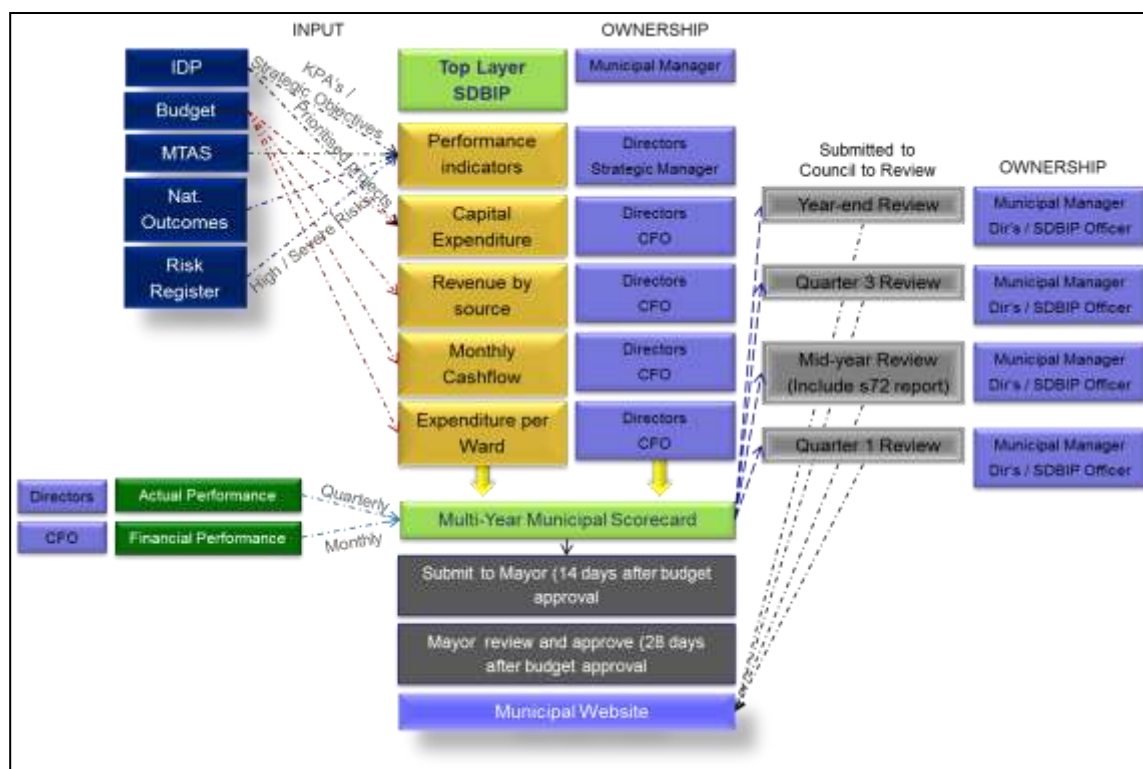 INPUT
OWNERSHIP
IDP
Budget
MTAS
Nat.
Outcomes
Risk
Register
KPA's /
Strategic Objectives
Prioritised projects
High / Severe Risks
Top Layer
SDBIP
Municipal Manager
Performance
indicators
Directors
Strategic Manager
Capital
Expenditure
Directors
CFO
Revenue by
source
Directors
CFO
Monthly
Cashflow
Directors
CFO
Expenditure per
Ward
Directors
CFO
Submitted to
Council to Review
OWNERSHIP
Year-end Review
Municipal Manager
Dir's / SDBIP Officer
Quarter 3 Review
Municipal Manager
Dir's / SDBIP Officer
Mid-year Review
(Include s72 report)
Municipal Manager
Dir's / SDBIP Officer
Quarter 1 Review
Municipal Manager
Dir's / SDBIP Officer
Directors
Actual Performance
Quarterly
CFO
Financial Performance
Monthly
Multi-Year Municipal Scorecard
Submit to Mayor (14 days after budget
approval
Mayor review and approve (28 days
after budget approval
Municipal Website